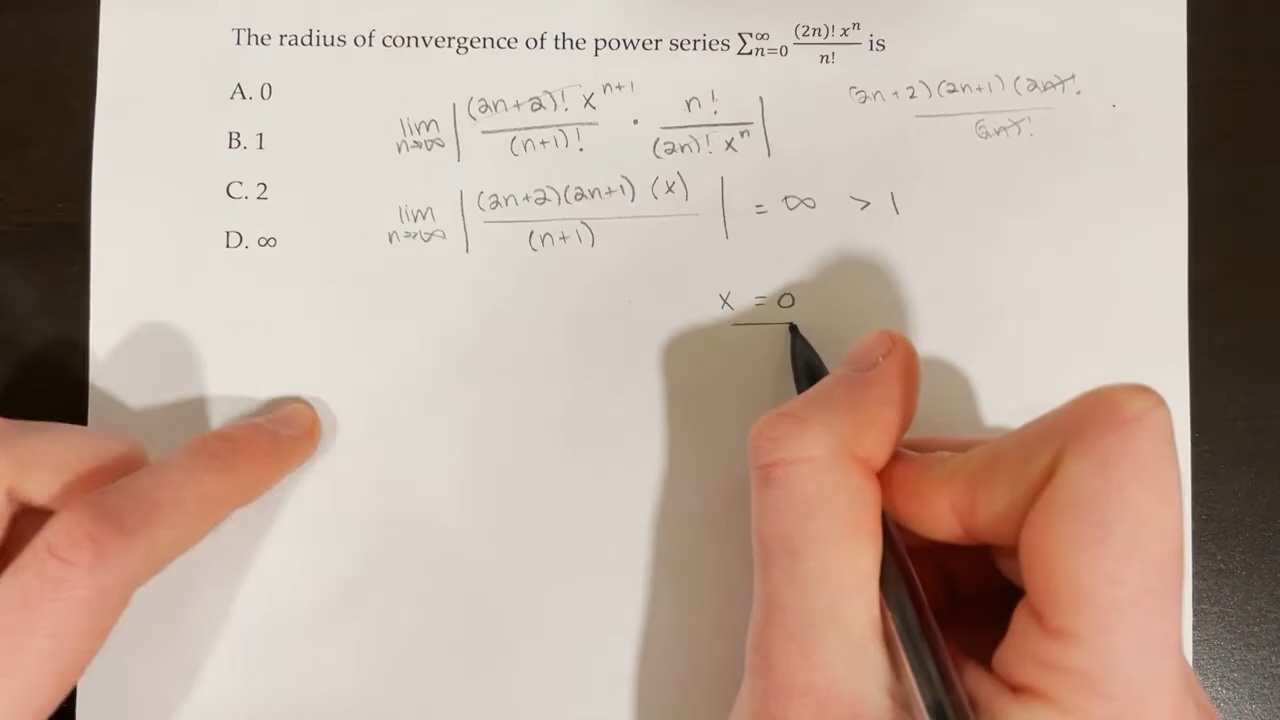 The radius of convergence of the power series ∑_{n=0}^{∞} (2n)! x^n / n! is
A. 0
B. 1
C. 2
D. ∞
lim_{n→∞} | (2n+2)! x^{n+1} / (n+1)! · n! / (2n)! x^n |
(2n+2)(2n+1)(2n)! / (2n)!
lim_{n→∞} | (2n+2)(2n+1)(x) / (n+1) | = ∞ > 1
x = 0